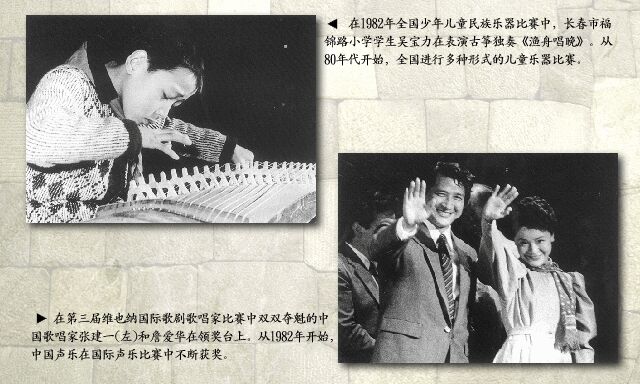 ◀ 在1982年全国少年儿童民族乐器比赛中，长春市福
锦路小学学生吴宝力在表演古筝独奏《渔舟唱晚》。从
80年代开始，全国进行多种形式的儿童乐器比赛。
▶ 在第三届维也纳国际歌剧歌唱家比赛中双双夺魁的中
国歌唱家张建一(左)和詹爱华在领奖台上。从1982年开始，
中国声乐在国际声乐比赛中不断获奖。